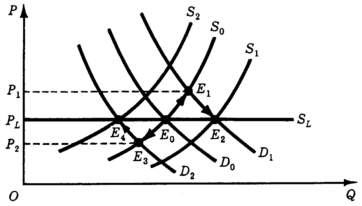 P
S₂
S₀
S₁
P₁
E₁
P_L
E₄
E₀
E₂
S_L
P₂
E₃
D₁
D₀
D₂
O
Q